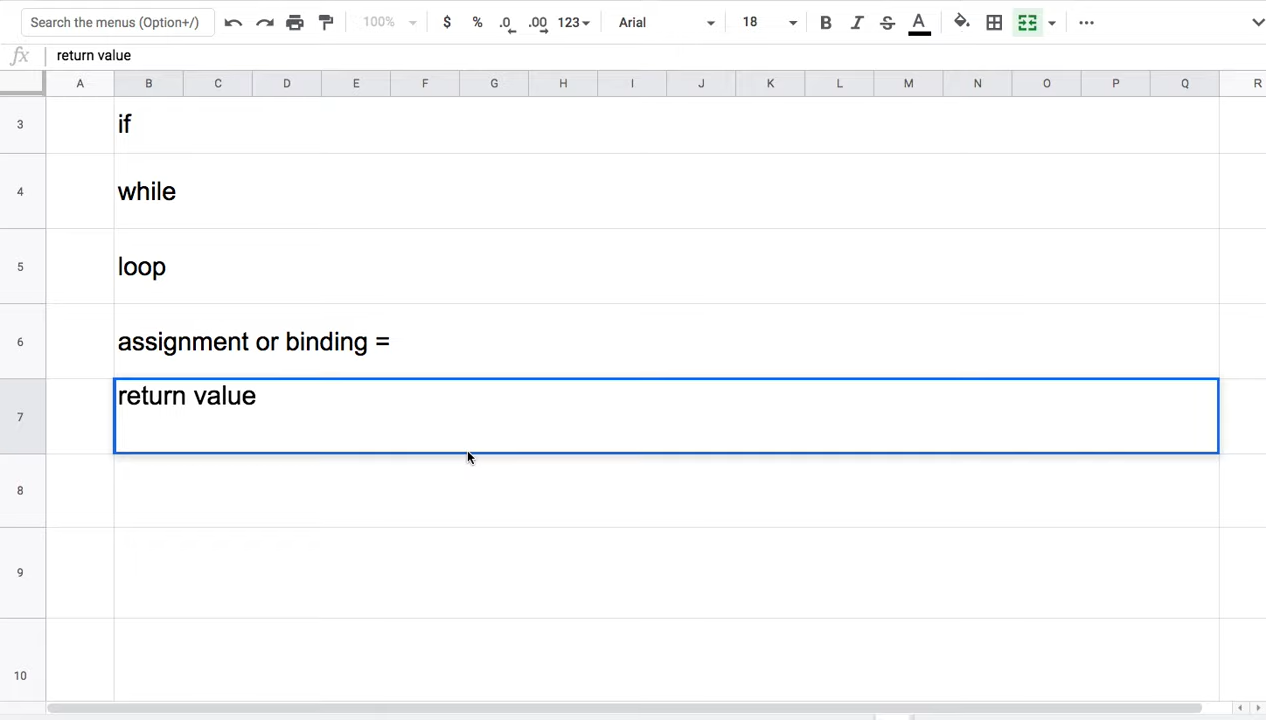 Search the menus (Option+/) 100% $ % .0 .00 123 Arial 18 B I S A
fx return value
A B C D E F G H I J K L M N O P Q R
3 if
4 while
5 loop
6 assignment or binding =
7 return value
8
9
10